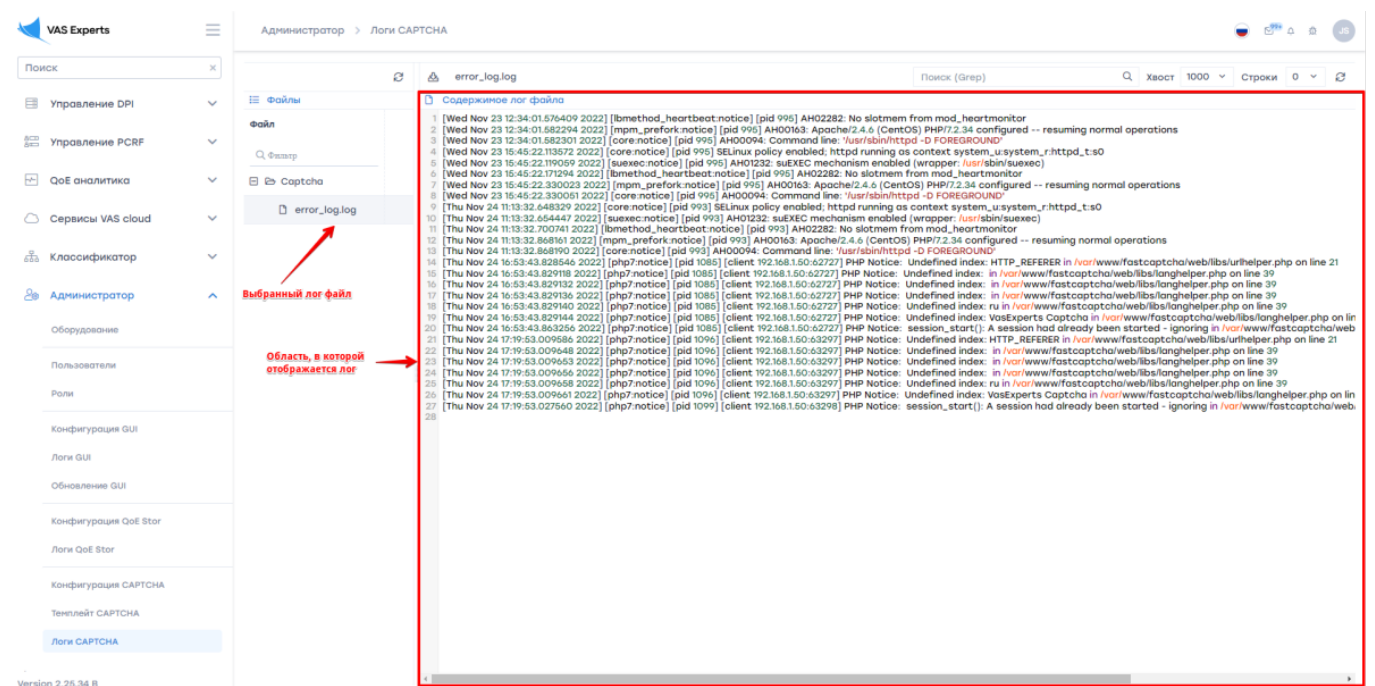 VAS Experts
Администратор > Логи CAPTCHA
99+
JS
Поиск
Управление DPI
Управление PCRF
QoE аналитика
Сервисы VAS cloud
Классификатор
Администратор
Оборудование
Пользователи
Роли
Конфигурация GUI
Логи GUI
Обновление GUI
Конфигурация QoE Stor
Логи QoE Stor
Конфигурация CAPTCHA
Темплейт CAPTCHA
Логи CAPTCHA
Version 2.25.34 B
Файлы
Файл
Фильтр
Captcha
error_log.log
Выбранный лог файл
Область, в которой
отображается лог
error_log.log
Поиск (Grep)
Хвост 1000
Строки 0
Содержимое лог файла
1 [Wed Nov 23 12:34:01.576409 2022] [lbmethod_heartbeat:notice] [pid 995] AH02282: No slotmem from mod_heartmonitor
2 [Wed Nov 23 12:34:01.582294 2022] [mpm_prefork:notice] [pid 995] AH00163: Apache/2.4.6 (CentOS) PHP/7.2.34 configured -- resuming normal operations
3 [Wed Nov 23 12:34:01.582301 2022] [core:notice] [pid 995] AH00094: Command line: '/usr/sbin/httpd -D FOREGROUND'
4 [Wed Nov 23 15:45:22.113572 2022] [core:notice] [pid 995] SELinux policy enabled; httpd running as context system_u:system_r:httpd_t:s0
5 [Wed Nov 23 15:45:22.119059 2022] [suexec:notice] [pid 995] AH01232: suEXEC mechanism enabled (wrapper: /usr/sbin/suexec)
6 [Wed Nov 23 15:45:22.171294 2022] [lbmethod_heartbeat:notice] [pid 995] AH02282: No slotmem from mod_heartmonitor
7 [Wed Nov 23 15:45:22.330023 2022] [mpm_prefork:notice] [pid 995] AH00163: Apache/2.4.6 (CentOS) PHP/7.2.34 configured -- resuming normal operations
8 [Wed Nov 23 15:45:22.330051 2022] [core:notice] [pid 995] AH00094: Command line: '/usr/sbin/httpd -D FOREGROUND'
9 [Thu Nov 24 11:13:32.648329 2022] [core:notice] [pid 993] SELinux policy enabled; httpd running as context system_u:system_r:httpd_t:s0
10 [Thu Nov 24 11:13:32.654447 2022] [suexec:notice] [pid 993] AH01232: suEXEC mechanism enabled (wrapper: /usr/sbin/suexec)
11 [Thu Nov 24 11:13:32.700741 2022] [lbmethod_heartbeat:notice] [pid 993] AH02282: No slotmem from mod_heartmonitor
12 [Thu Nov 24 11:13:32.868161 2022] [mpm_prefork:notice] [pid 993] AH00163: Apache/2.4.6 (CentOS) PHP/7.2.34 configured -- resuming normal operations
13 [Thu Nov 24 11:13:32.868190 2022] [core:notice] [pid 993] AH00094: Command line: '/usr/sbin/httpd -D FOREGROUND'
14 [Thu Nov 24 16:53:43.828546 2022] [php7:notice] [pid 1085] [client 192.168.1.50:62727] PHP Notice: Undefined index: HTTP_REFERER in /var/www/fastcaptcha/web/libs/urlhelper.php on line 21
15 [Thu Nov 24 16:53:43.829118 2022] [php7:notice] [pid 1085] [client 192.168.1.50:62727] PHP Notice: Undefined index: in /var/www/fastcaptcha/web/libs/langhelper.php on line 39
16 [Thu Nov 24 16:53:43.829132 2022] [php7:notice] [pid 1085] [client 192.168.1.50:62727] PHP Notice: Undefined index: in /var/www/fastcaptcha/web/libs/langhelper.php on line 39
17 [Thu Nov 24 16:53:43.829136 2022] [php7:notice] [pid 1085] [client 192.168.1.50:62727] PHP Notice: Undefined index: in /var/www/fastcaptcha/web/libs/langhelper.php on line 39
18 [Thu Nov 24 16:53:43.829140 2022] [php7:notice] [pid 1085] [client 192.168.1.50:62727] PHP Notice: Undefined index: ru in /var/www/fastcaptcha/web/libs/langhelper.php on line 39
19 [Thu Nov 24 16:53:43.829144 2022] [php7:notice] [pid 1085] [client 192.168.1.50:62727] PHP Notice: Undefined index: VasExperts Captcha in /var/www/fastcaptcha/web/libs/langhelper.php on lin
20 [Thu Nov 24 16:53:43.863256 2022] [php7:notice] [pid 1085] [client 192.168.1.50:62727] PHP Notice: session_start(): A session had already been started - ignoring in /var/www/fastcaptcha/web
21 [Thu Nov 24 17:19:53.009586 2022] [php7:notice] [pid 1096] [client 192.168.1.50:63297] PHP Notice: Undefined index: HTTP_REFERER in /var/www/fastcaptcha/web/libs/urlhelper.php on line 21
22 [Thu Nov 24 17:19:53.009648 2022] [php7:notice] [pid 1096] [client 192.168.1.50:63297] PHP Notice: Undefined index: in /var/www/fastcaptcha/web/libs/langhelper.php on line 39
23 [Thu Nov 24 17:19:53.009653 2022] [php7:notice] [pid 1096] [client 192.168.1.50:63297] PHP Notice: Undefined index: in /var/www/fastcaptcha/web/libs/langhelper.php on line 39
24 [Thu Nov 24 17:19:53.009656 2022] [php7:notice] [pid 1096] [client 192.168.1.50:63297] PHP Notice: Undefined index: in /var/www/fastcaptcha/web/libs/langhelper.php on line 39
25 [Thu Nov 24 17:19:53.009658 2022] [php7:notice] [pid 1096] [client 192.168.1.50:63297] PHP Notice: Undefined index: ru in /var/www/fastcaptcha/web/libs/langhelper.php on line 39
26 [Thu Nov 24 17:19:53.009661 2022] [php7:notice] [pid 1096] [client 192.168.1.50:63297] PHP Notice: Undefined index: VasExperts Captcha in /var/www/fastcaptcha/web/libs/langhelper.php on lin
27 [Thu Nov 24 17:19:53.027560 2022] [php7:notice] [pid 1099] [client 192.168.1.50:63298] PHP Notice: session_start(): A session had already been started - ignoring in /var/www/fastcaptcha/web
28